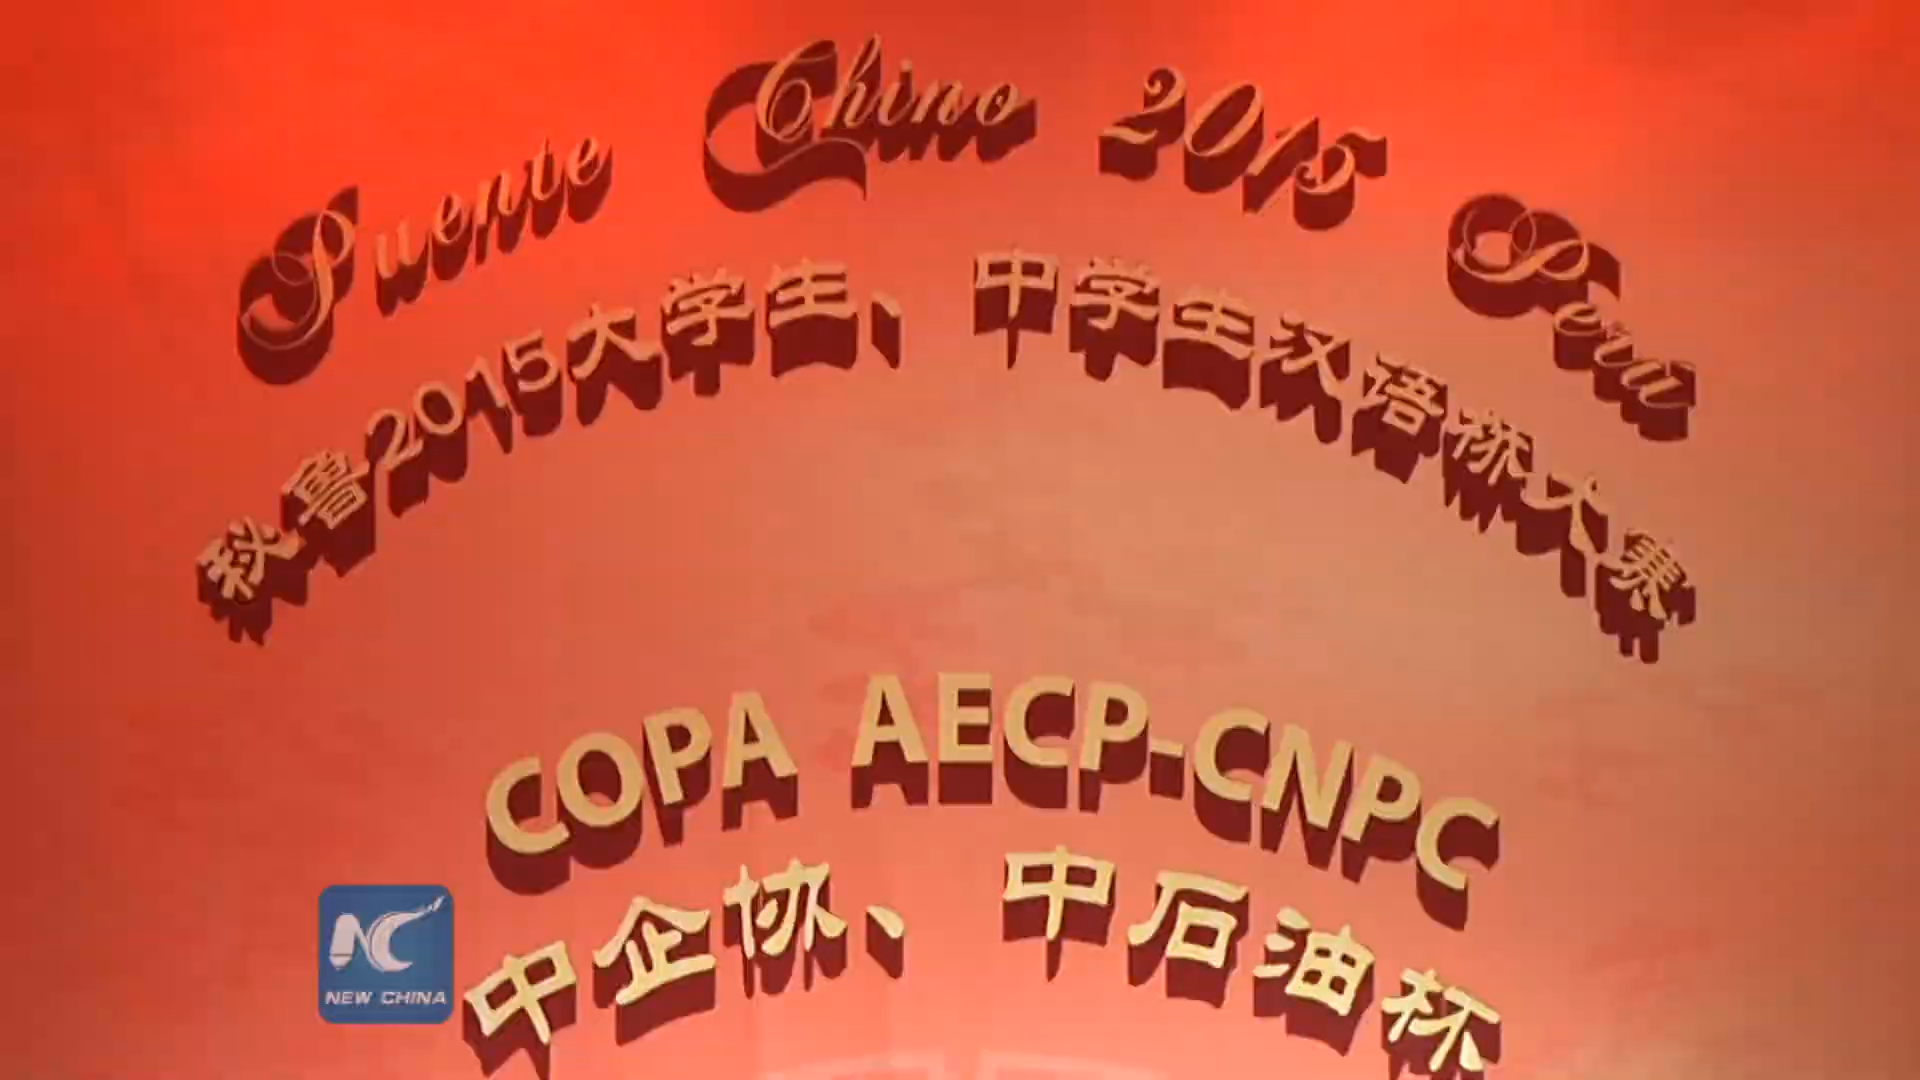 Puente Chino 2015 Perú
秘鲁2015大学生、中学生汉语桥大赛
COPA AECP-CNPC
中企协、中石油杯
NEW CHINA